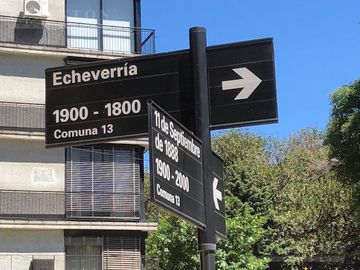 Echeverría
1900 - 1800
Comuna 13
11 de Septiembre
de 1888
1900 - 2000
Comuna 13